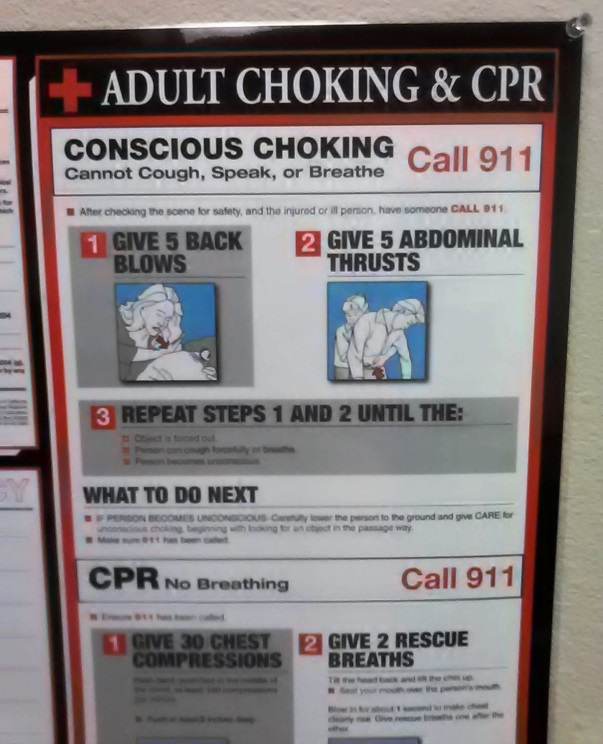 ADULT CHOKING & CPR
CONSCIOUS CHOKING
Cannot Cough, Speak, or Breathe
Call 911
After checking the scene for safety, and the injured or ill person, have someone CALL 911.
1 GIVE 5 BACK
BLOWS
2 GIVE 5 ABDOMINAL
THRUSTS
3 REPEAT STEPS 1 AND 2 UNTIL THE:
Object is forced out.
Person can cough forcefully or breathe.
Person becomes unconscious.
WHAT TO DO NEXT
IF PERSON BECOMES UNCONSCIOUS- Carefully lower the person to the ground and give CARE for
unconscious choking, beginning with looking for an object in the passage way.
Make sure 911 has been called.
CPR No Breathing
Call 911
Ensure 911 has been called.
1 GIVE 30 CHEST
COMPRESSIONS
2 GIVE 2 RESCUE
BREATHS
Tilt the head back and lift the chin up.
Seal your mouth over the person's mouth.
Blow in for about 1 second to make chest
clearly rise. Give rescue breaths one after the
other.